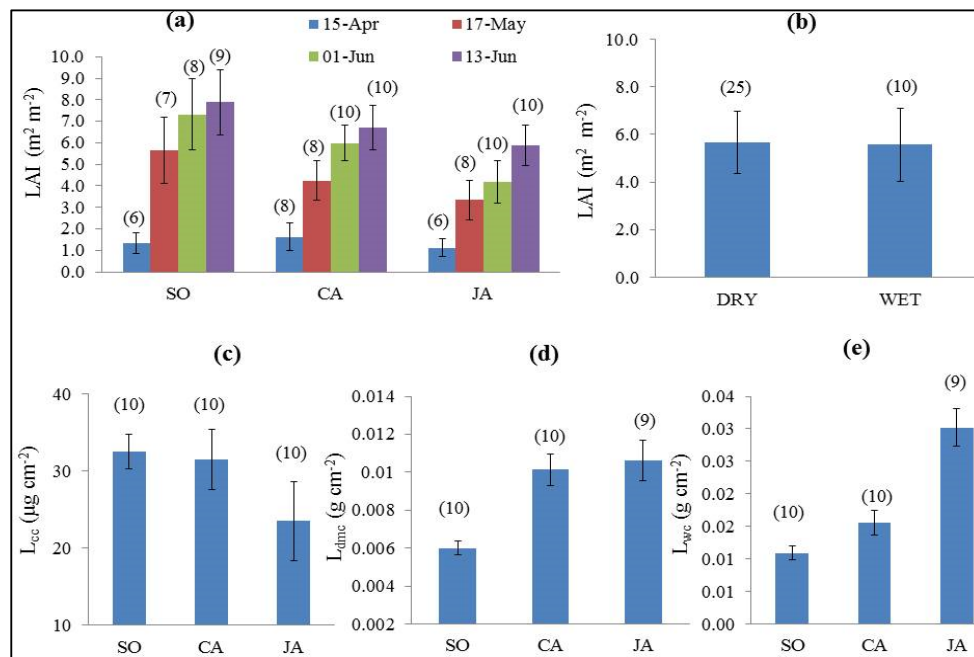 (a)
15-Apr
17-May
01-Jun
13-Jun
LAI (m² m⁻²)
10.0
9.0
8.0
7.0
6.0
5.0
4.0
3.0
2.0
1.0
0.0
(6)
(7)
(8)
(9)
(8)
(8)
(10)
(10)
(6)
(8)
(10)
(10)
SO
CA
JA
(b)
LAI (m² m⁻²)
10.0
8.0
6.0
4.0
2.0
0.0
(25)
(10)
DRY
WET
(c)
L_cc (µg cm⁻²)
40
30
20
10
(10)
(10)
(10)
SO
CA
JA
(d)
L_dmc (g cm⁻²)
0.014
0.012
0.01
0.008
0.006
0.004
0.002
(10)
(10)
(9)
SO
CA
JA
(e)
L_wc (g cm⁻²)
0.04
0.03
0.03
0.02
0.02
0.01
0.01
0.00
(10)
(10)
(9)
SO
CA
JA